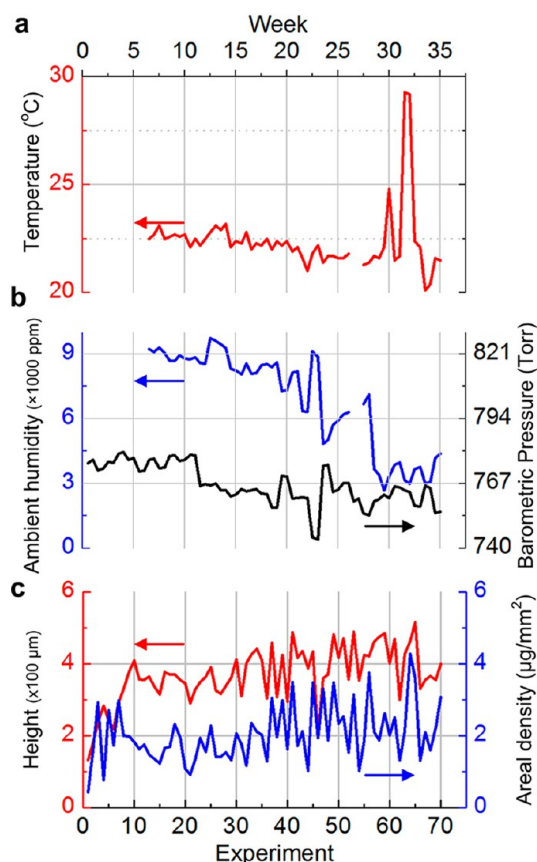 a
Week
0 5 10 15 20 25 30 35
Temperature (°C)
30
25
20
b
Ambient humidity (×1000 ppm)
9
6
3
0
821
794
767
740
Barometric Pressure (Torr)
c
Height (x100 µm)
6
4
2
0
6
4
2
0
Areal density (µg/mm²)
0 10 20 30 40 50 60 70
Experiment